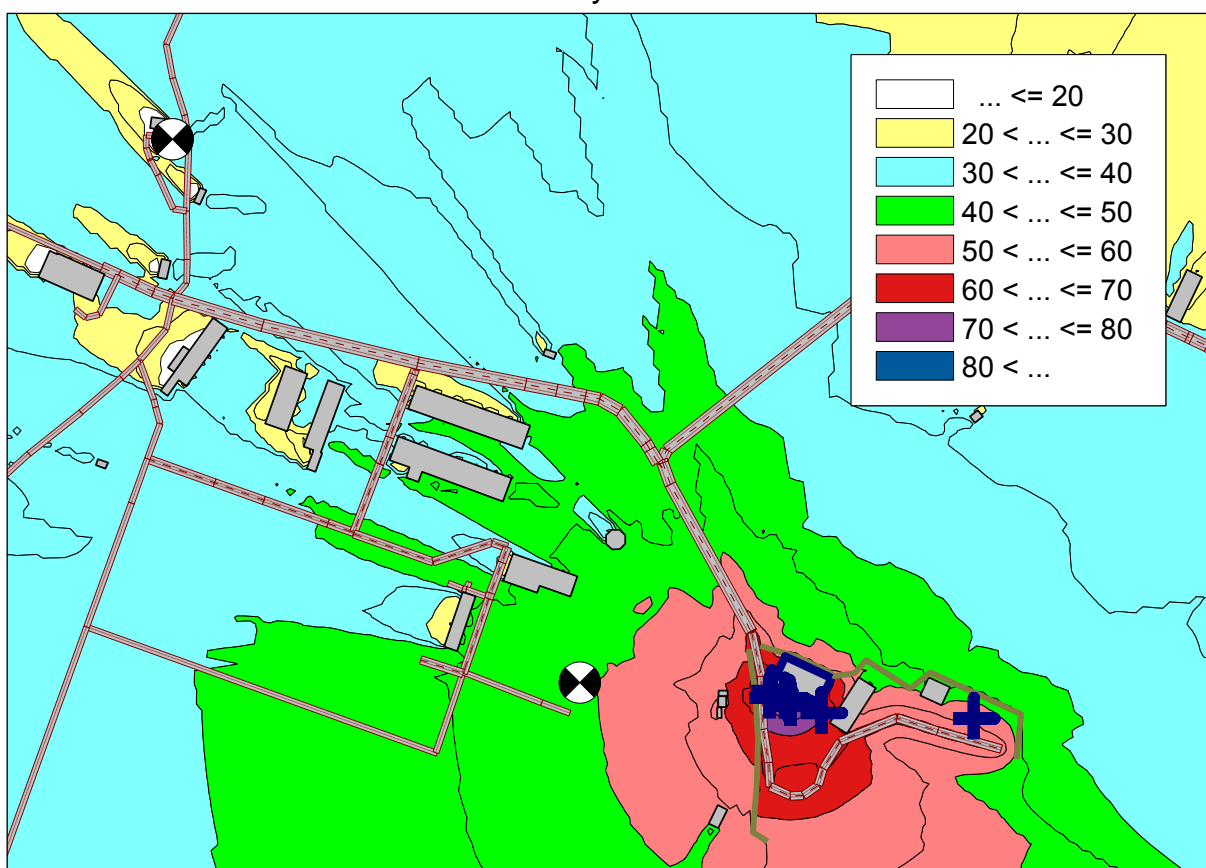 ... <= 20
20 < ... <= 30
30 < ... <= 40
40 < ... <= 50
50 < ... <= 60
60 < ... <= 70
70 < ... <= 80
80 < ...